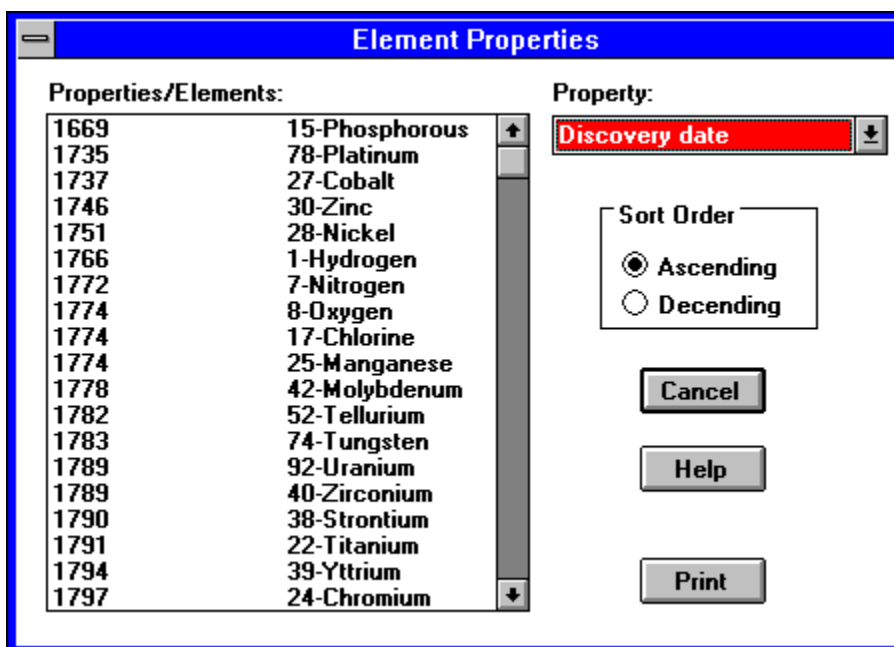 Element Properties
Properties/Elements:
1669 15-Phosphorous
1735 78-Platinum
1737 27-Cobalt
1746 30-Zinc
1751 28-Nickel
1766 1-Hydrogen
1772 7-Nitrogen
1774 8-Oxygen
1774 17-Chlorine
1774 25-Manganese
1778 42-Molybdenum
1782 52-Tellurium
1783 74-Tungsten
1789 92-Uranium
1789 40-Zirconium
1790 38-Strontium
1791 22-Titanium
1794 39-Yttrium
1797 24-Chromium
Property:
Discovery date
Sort Order
Ascending
Decending
Cancel
Help
Print